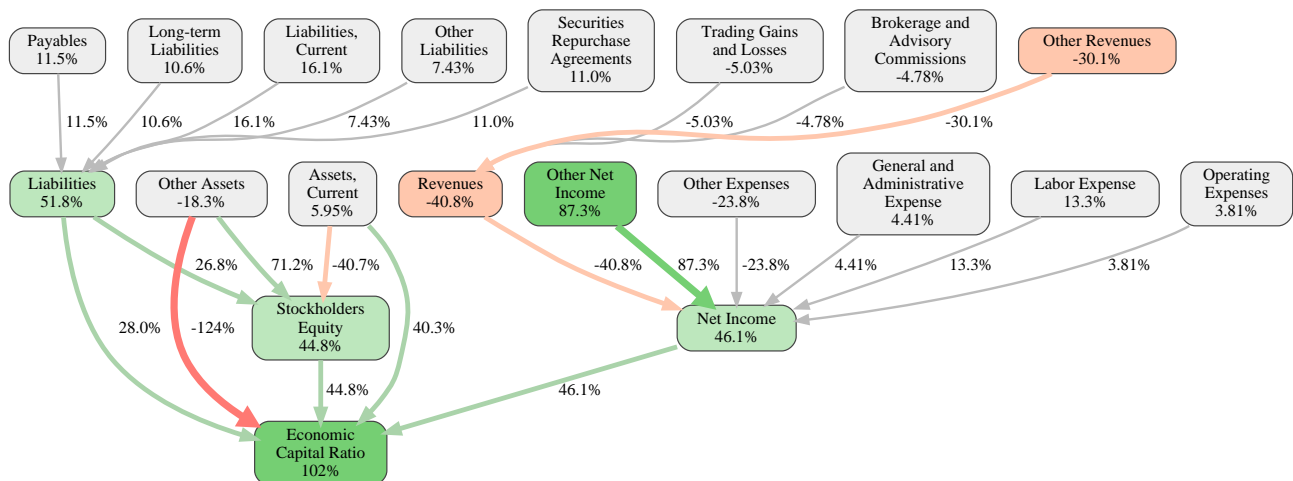 Payables
11.5%
Long-term
Liabilities
10.6%
Liabilities,
Current
16.1%
Other
Liabilities
7.43%
Securities
Repurchase
Agreements
11.0%
Trading Gains
and Losses
-5.03%
Brokerage and
Advisory
Commissions
-4.78%
Other Revenues
-30.1%
11.5%
10.6%
16.1%
7.43%
11.0%
-5.03%
-4.78%
-30.1%
Liabilities
51.8%
Other Assets
-18.3%
Assets,
Current
5.95%
Revenues
-40.8%
Other Net
Income
87.3%
Other Expenses
-23.8%
General and
Administrative
Expense
4.41%
Labor Expense
13.3%
Operating
Expenses
3.81%
26.8%
71.2%
-40.7%
-40.8%
87.3%
-23.8%
4.41%
13.3%
3.81%
Stockholders
Equity
44.8%
Net Income
46.1%
28.0%
-124%
40.3%
44.8%
46.1%
Economic
Capital Ratio
102%